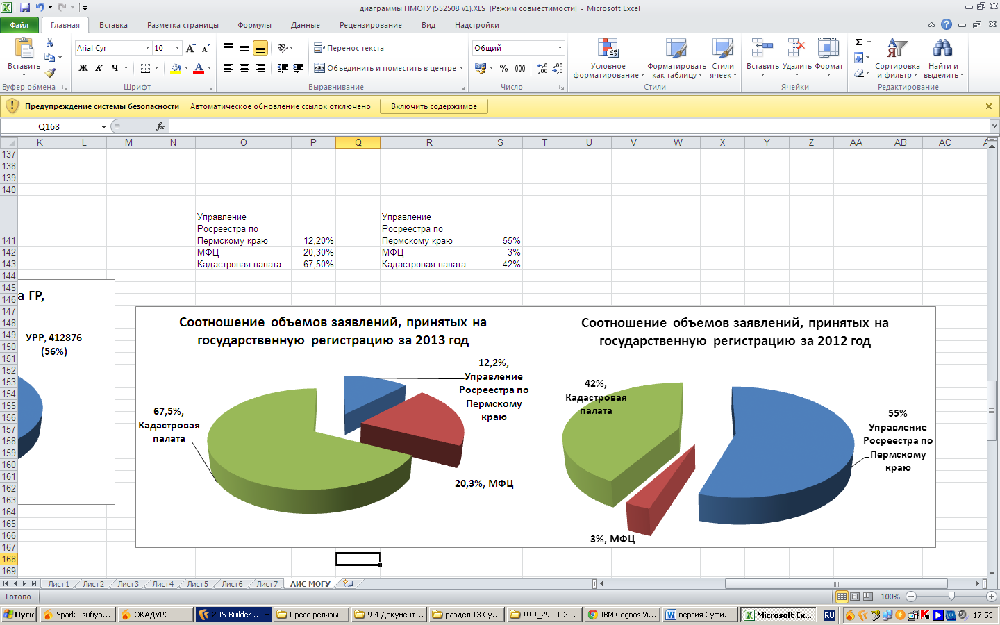 диаграммы ПМОГУ (552508 v1).XLS [Режим совместимости] - Microsoft Excel
Файл Главная Вставка Разметка страницы Формулы Данные Рецензирование Вид Надстройки
Вставить
Буфер обмена
Arial Cyr 10
Ж К Ч
Шрифт
Перенос текста
Объединить и поместить в центре
Выравнивание
Общий
% 000
Число
Условное форматирование
Форматировать как таблицу
Стили ячеек
Стили
Вставить Удалить Формат
Ячейки
Сортировка и фильтр
Найти и выделить
Редактирование
Предупреждение системы безопасности Автоматическое обновление ссылок отключено Включить содержимое
Q168 fx
K L M N O P Q R S T U V W X Y Z AA AB AC
137
138
139
140
141
142
143
144
145
146
147
148
149
150
151
152
153
154
155
156
157
158
159
160
161
162
163
164
165
166
167
168
169
Управление
Росреестра по
Пермскому краю 12,20%
МФЦ 20,30%
Кадастровая палата 67,50%
Управление
Росреестра по
Пермскому краю 55%
МФЦ 3%
Кадастровая палата 42%
а ГР,
УРР, 412876
(56%)
Соотношение объемов заявлений, принятых на
государственную регистрацию за 2013 год
12,2%,
Управление
Росреестра по
Пермскому
краю
67,5%,
Кадастровая
палата
20,3%, МФЦ
Соотношение объемов заявлений, принятых на
государственную регистрацию за 2012 год
42%,
Кадастровая
палата
55%
Управление
Росреестра по
Пермскому
краю
3%, МФЦ
Лист1 Лист2 Лист3 Лист4 Лист5 Лист6 Лист7 АИС МОГУ
Готово 100%
Пуск Spark - sufiya... ОКАДУРС 2 IS-Builder ... Пресс-релизы 9-4 Документ... раздел 13 Су... !!!!!_29.01.2... IBM Cognos Vi... версия Суфи... Microsoft Ex... RU 17:53